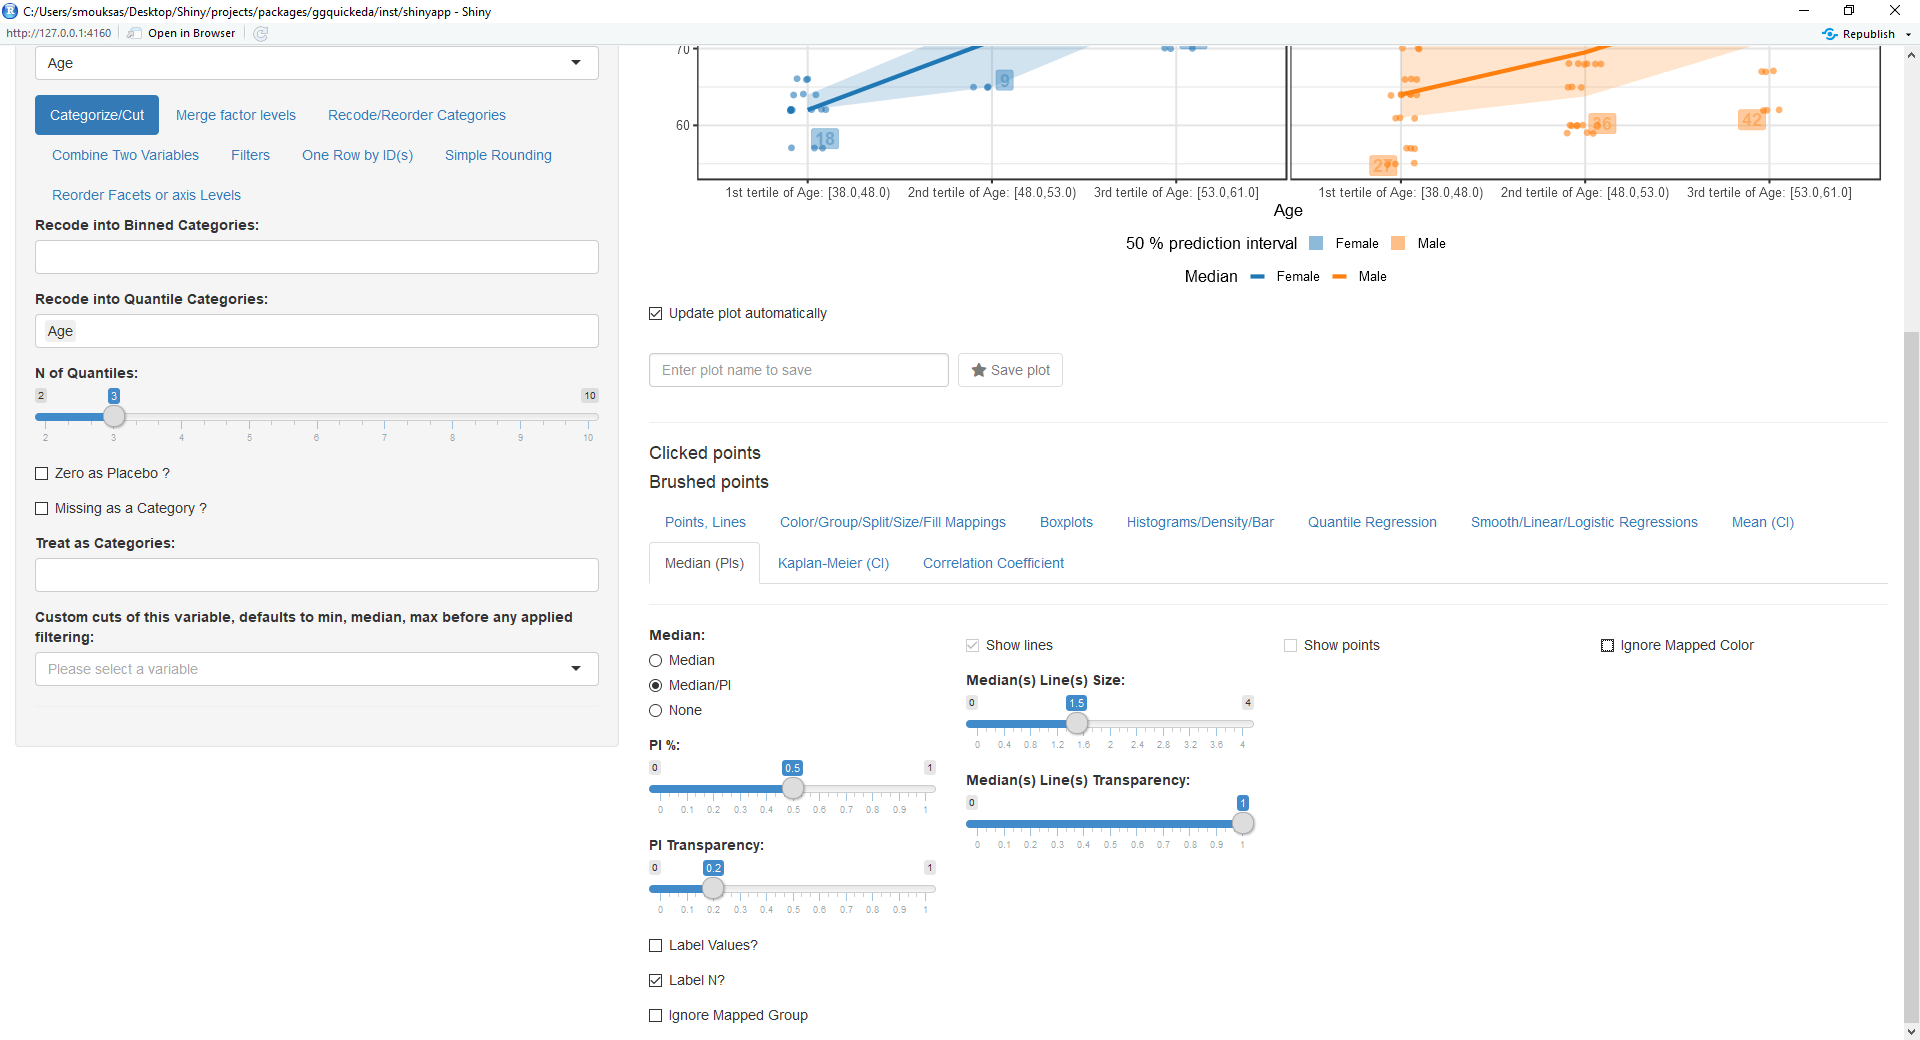 C:/Users/smouksas/Desktop/Shiny/projects/packages/ggquickeda/inst/shinyapp - Shiny
http://127.0.0.1:4160 Open in Browser Republish
Age
Categorize/Cut Merge factor levels Recode/Reorder Categories
Combine Two Variables Filters One Row by ID(s) Simple Rounding
Reorder Facets or axis Levels
Recode into Binned Categories:
Recode into Quantile Categories:
Age
N of Quantiles:
2 3 10
2 3 4 5 6 7 8 9 10
Zero as Placebo ?
Missing as a Category ?
Treat as Categories:
Custom cuts of this variable, defaults to min, median, max before any applied
filtering:
Please select a variable
70
9
60
18
27
36
42
1st tertile of Age: [38.0,48.0) 2nd tertile of Age: [48.0,53.0) 3rd tertile of Age: [53.0,61.0] 1st tertile of Age: [38.0,48.0) 2nd tertile of Age: [48.0,53.0) 3rd tertile of Age: [53.0,61.0]
Age
50 % prediction interval Female Male
Median Female Male
Update plot automatically
Enter plot name to save Save plot
Clicked points
Brushed points
Points, Lines Color/Group/Split/Size/Fill Mappings Boxplots Histograms/Density/Bar Quantile Regression Smooth/Linear/Logistic Regressions Mean (CI)
Median (PIs) Kaplan-Meier (CI) Correlation Coefficient
Median:
Median
Median/PI
None
PI %:
0 0.5 1
0 0.1 0.2 0.3 0.4 0.5 0.6 0.7 0.8 0.9 1
PI Transparency:
0 0.2 1
0 0.1 0.2 0.3 0.4 0.5 0.6 0.7 0.8 0.9 1
Label Values?
Label N?
Ignore Mapped Group
Show lines
Median(s) Line(s) Size:
0 1.5 4
0 0.4 0.8 1.2 1.6 2 2.4 2.8 3.2 3.6 4
Median(s) Line(s) Transparency:
0 1
0 0.1 0.2 0.3 0.4 0.5 0.6 0.7 0.8 0.9 1
Show points
Ignore Mapped Color